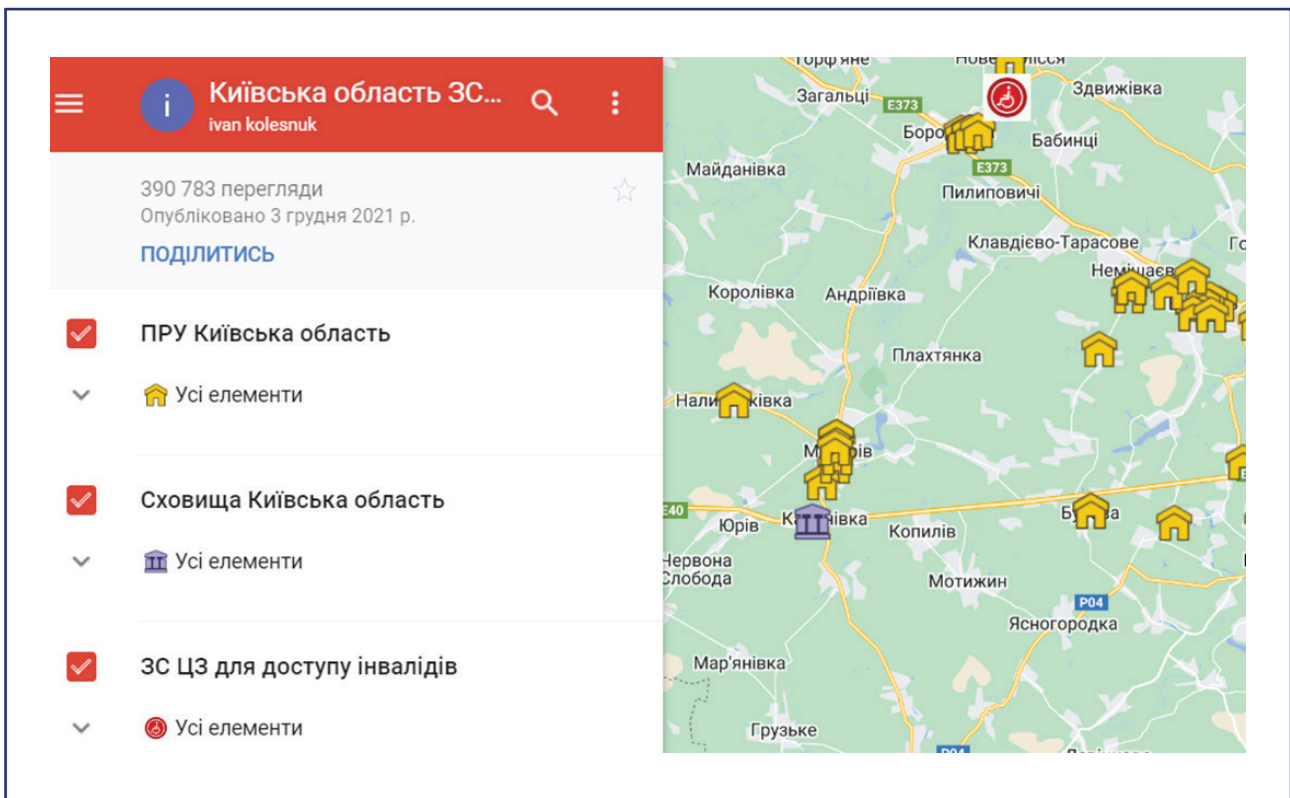 Київська область ЗС...
ivan kolesnuk
i
390 783 перегляди
Опубліковано 3 грудня 2021 р.
ПОДІЛИТИСЬ
ПРУ Київська область
Усі елементи
Сховища Київська область
Усі елементи
ЗС ЦЗ для доступу інвалідів
Усі елементи
Загальці
E373
Здвижівка
Бабинці
Майданівка
E373
Пилиповичі
Клавдієво-Тарасове
Королівка
Андріївка
Плахтянка
E40
Юрів
Копилів
Червона
Слобода
Мотижин
P04
Ясногородка
Мар'янівка
Грузьке
P04